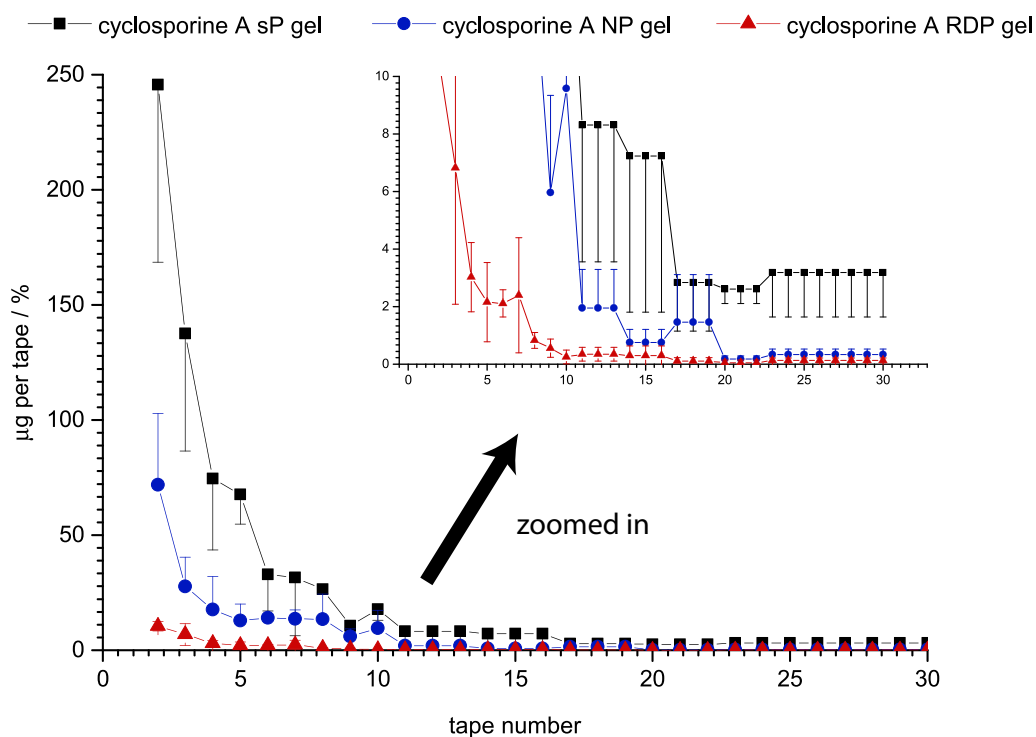 cyclosporine A sP gel cyclosporine A NP gel cyclosporine A RDP gel
250
200
150
100
50
0
µg per tape / %
10
8
6
4
2
0
0 5 10 15 20 25 30
zoomed in
0 5 10 15 20 25 30
tape number